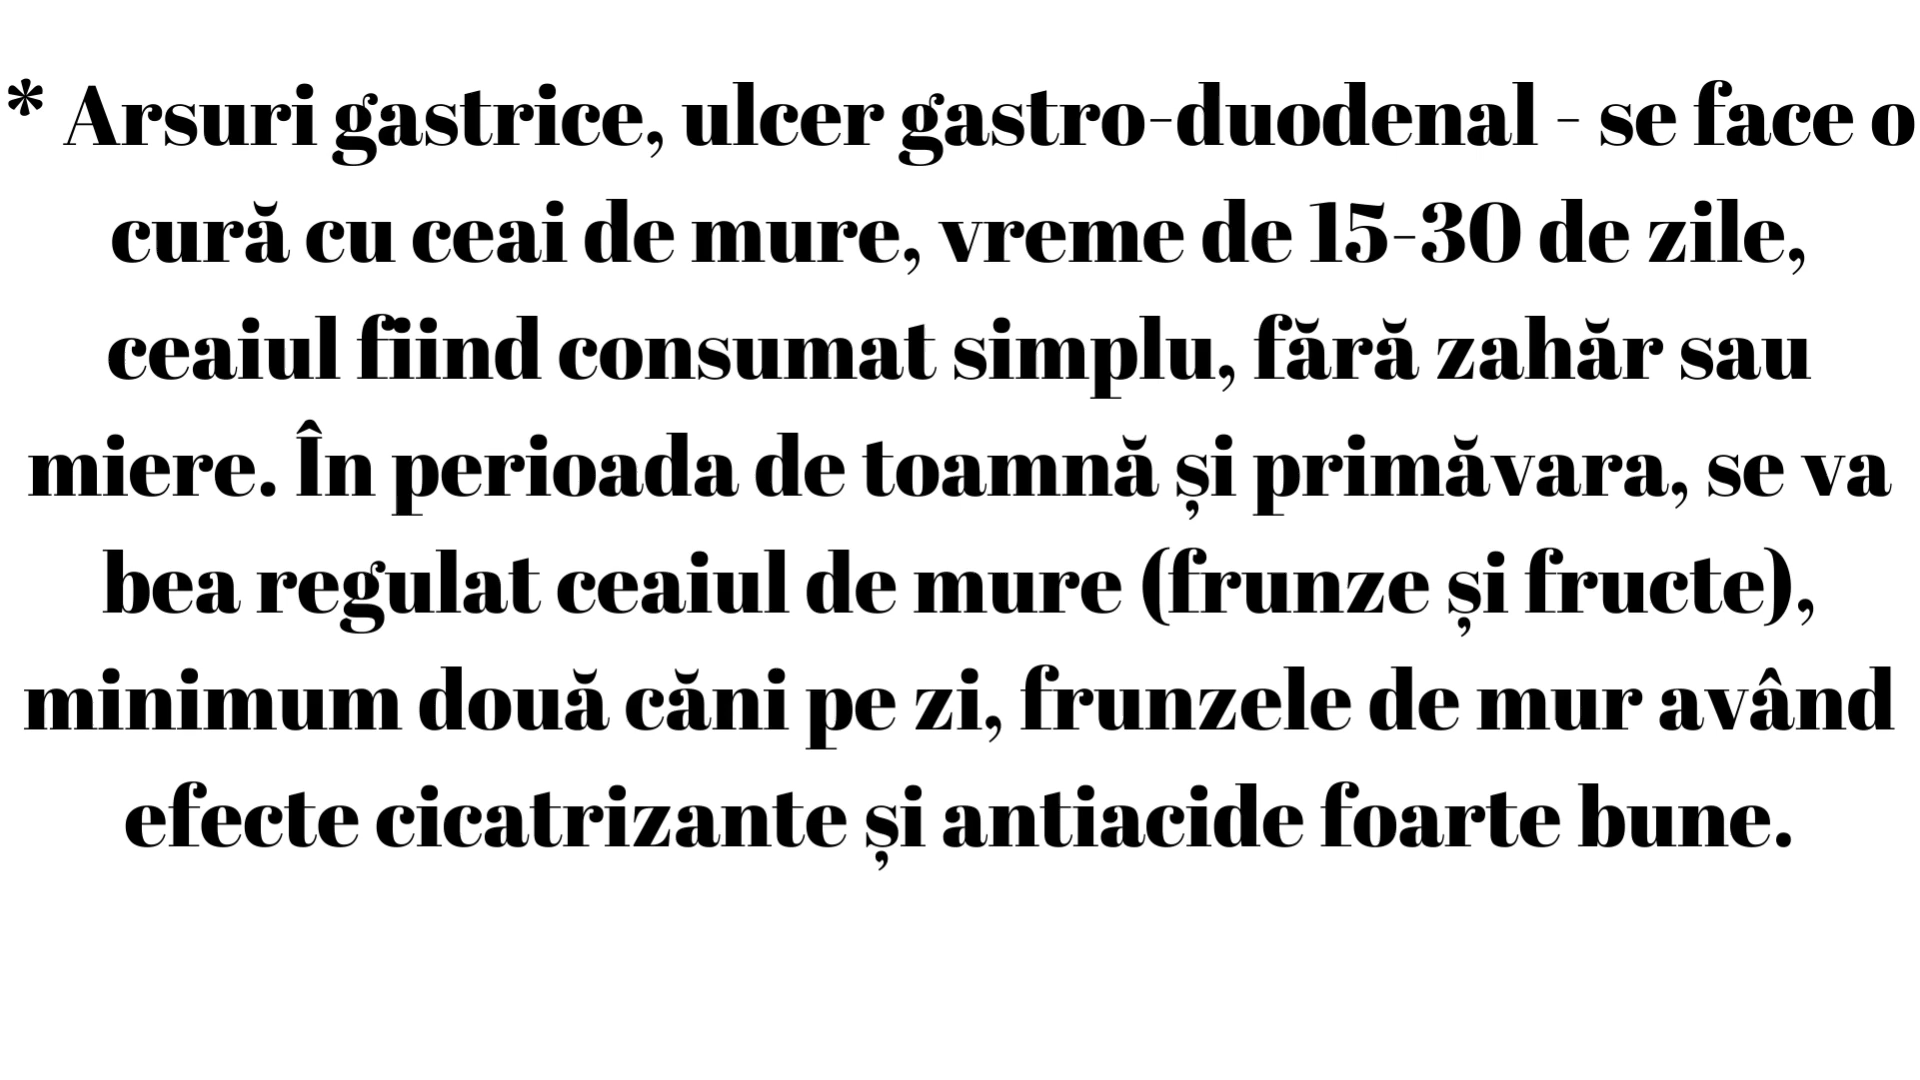 * Arsuri gastrice, ulcer gastro-duodenal - se face o
cură cu ceai de mure, vreme de 15-30 de zile,
ceaiul fiind consumat simplu, fără zahăr sau
miere. În perioada de toamnă și primăvara, se va
bea regulat ceaiul de mure (frunze și fructe),
minimum două căni pe zi, frunzele de mur având
efecte cicatrizante și antiacide foarte bune.